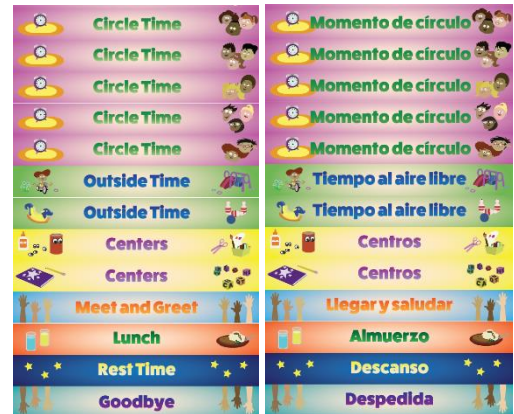 Circle Time
Circle Time
Circle Time
Circle Time
Circle Time
Outside Time
Outside Time
Centers
Centers
Meet and Greet
Lunch
Rest Time
Goodbye
Momento de círculo
Momento de círculo
Momento de círculo
Momento de círculo
Momento de círculo
Tiempo al aire libre
Tiempo al aire libre
Centros
Centros
Llegar y saludar
Almuerzo
Descanso
Despedida